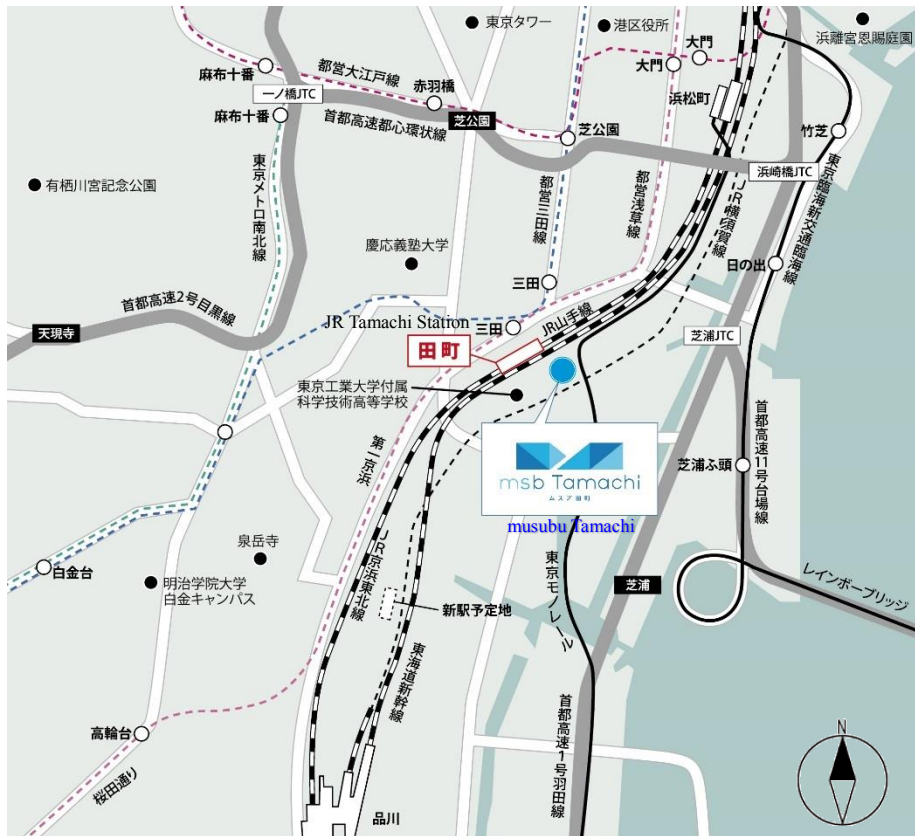 東京タワー
港区役所
浜離宮恩賜庭園
麻布十番
都営大江戸線
大門
大門
一ノ橋JTC
赤羽橋
浜松町
麻布十番
首都高速都心環状線
芝公園
芝公園
竹芝
浜崎橋JTC
有栖川宮記念公園
東京メトロ南北線
都営三田線
都営浅草線
JR横須賀線
東京臨海新交通臨海線
慶応義塾大学
日の出
三田
首都高速2号目黒線
天現寺
JR Tamachi Station
三田
JR山手線
芝浦JTC
田町
東京工業大学付属
科学技術高等学校
第一京浜
首都高速11号台場線
msb Tamachi
ムスブ田町
芝浦ふ頭
musubu Tamachi
泉岳寺
白金台
明治学院大学
白金キャンパス
JR京浜東北線
新駅予定地
東京モノレール
芝浦
レインボーブリッジ
東海道新幹線
首都高速1号羽田線
高輪台
桜田通り
品川
N